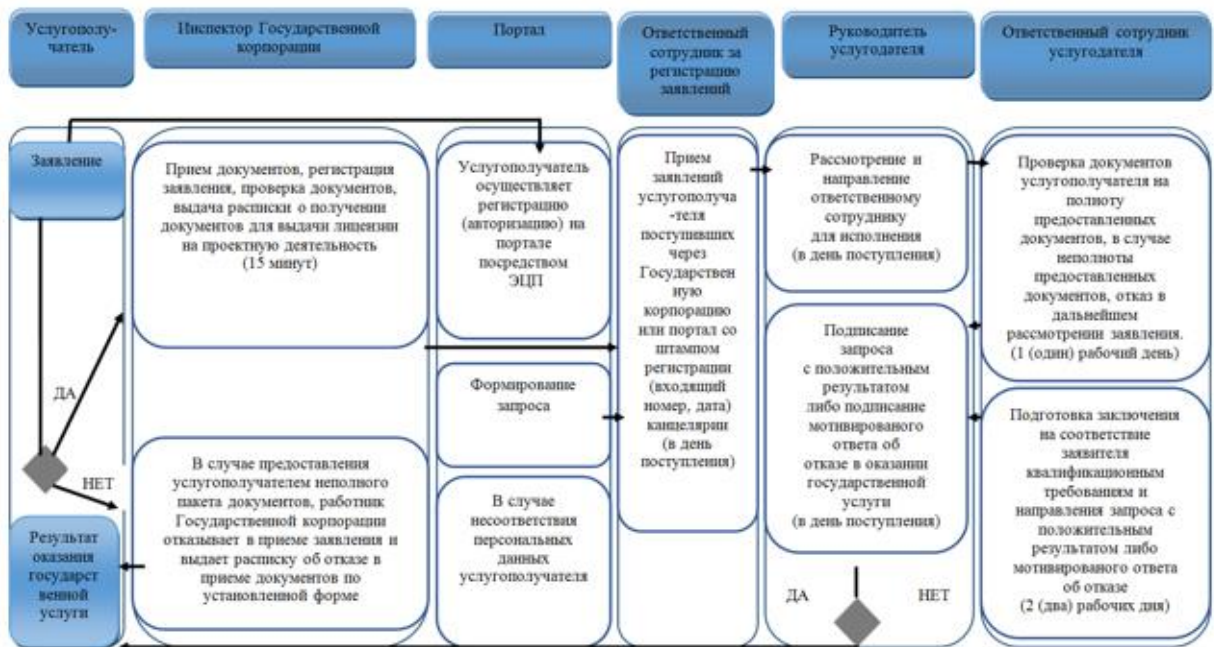 Услугополу-
чатель
Инспектор Государственной
корпорации
Портал
Ответственный
сотрудник за
регистрацию
заявлений
Руководитель
услугодателя
Ответственный сотрудник
услугодателя
Заявление
Прием документов, регистрация
заявления, проверка документов,
выдача расписки о получении
документов для выдачи лицензии
на проектную деятельность
(15 минут)
Услугополучатель
осуществляет
регистрацию
(авторизацию) на
портале
посредством
ЭЦП
Прием
заявлений
услугополуча
-теля
поступивших
через
Государствен
ную
корпорацию
или портал со
штампом
регистрации
(входящий
номер, дата)
канцелярии
(в день
поступления)
Рассмотрение и
направление
ответственному
сотруднику
для исполнения
(в день поступления)
Проверка документов
услугополучателя на
полноту
предоставленных
документов, в случае
неполноты
предоставленных
документов, отказ в
дальнейшем
рассмотрении заявления.
(1 (один) рабочий день)
ДА
НЕТ
Формирование
запроса
Подписание
запроса
с положительным
результатом
либо подписание
мотивированого
ответа об
отказе в оказании
государственной
услуги
(в день поступления)
Подготовка заключения
на соответствие
заявителя
квалификационным
требованиям и
направления запроса с
положительным
результатом либо
мотивированого ответа
об отказе
(2 (два) рабочих дня)
Результат
оказания
государст
венной
услуги
В случае предоставления
услугополучателем неполного
пакета документов, работник
Государственной корпорации
отказывает в приеме заявления и
выдает расписку об отказе в
приеме документов по
установленной форме
В случае
несоответствия
персональных
данных
услугополучателя
ДА
НЕТ